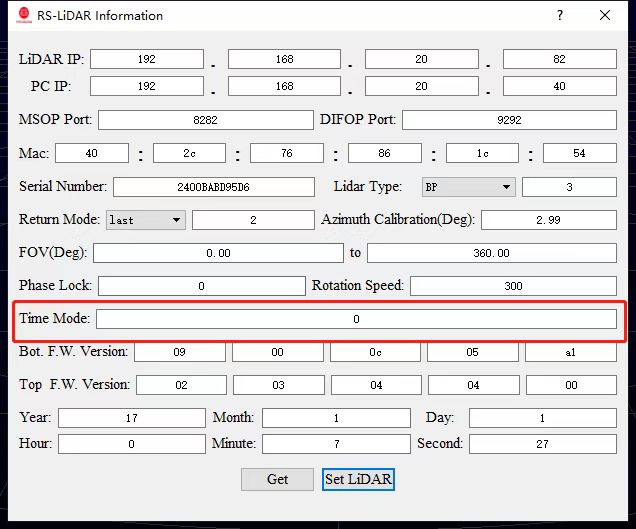 RS-LiDAR Information ? ×
LiDAR IP: 192 . 168 . 20 . 82
PC IP: 192 . 168 . 20 . 40
MSOP Port: 8282 DIFOP Port: 9292
Mac: 40 : 2c : 76 : 86 : 1c : 54
Serial Number: 2400BABD95D6 Lidar Type: BP 3
Return Mode: last 2 Azimuth Calibration(Deg): 2.99
FOV(Deg): 0.00 to 360.00
Phase Lock: 0 Rotation Speed: 300
Time Mode: 0
Bot. F.W. Version: 09 00 0c 05 a1
Top F.W. Version: 02 03 04 04 00
Year: 17 Month: 1 Day: 1
Hour: 0 Minute: 7 Second: 27
Get Set LiDAR